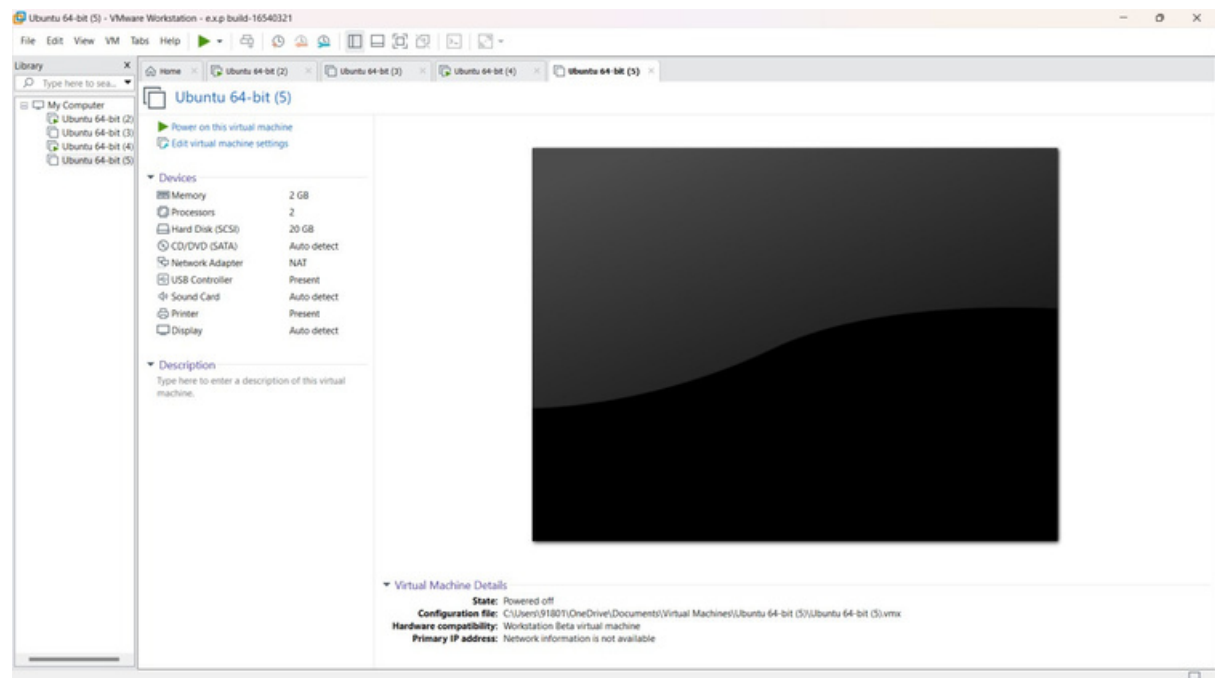 Ubuntu 64-bit (5) - VMware Workstation - e.x.p build-16540321
File Edit View VM Tabs Help
Library X
Type here to sea...
My Computer
Ubuntu 64-bit (2)
Ubuntu 64-bit (3)
Ubuntu 64-bit (4)
Ubuntu 64-bit (5)
Home Ubuntu 64-bit (2) Ubuntu 64-bit (3) Ubuntu 64-bit (4) Ubuntu 64-bit (5)
Ubuntu 64-bit (5)
Power on this virtual machine
Edit virtual machine settings
Devices
Memory 2 GB
Processors 2
Hard Disk (SCSI) 20 GB
CD/DVD (SATA) Auto detect
Network Adapter NAT
USB Controller Present
Sound Card Auto detect
Printer Present
Display Auto detect
Description
Type here to enter a description of this virtual
machine.
Virtual Machine Details
State: Powered off
Configuration file: C:\Users\91801\OneDrive\Documents\Virtual Machines\Ubuntu 64-bit (5)\Ubuntu 64-bit (5).vmx
Hardware compatibility: Workstation Beta virtual machine
Primary IP address: Network information is not available